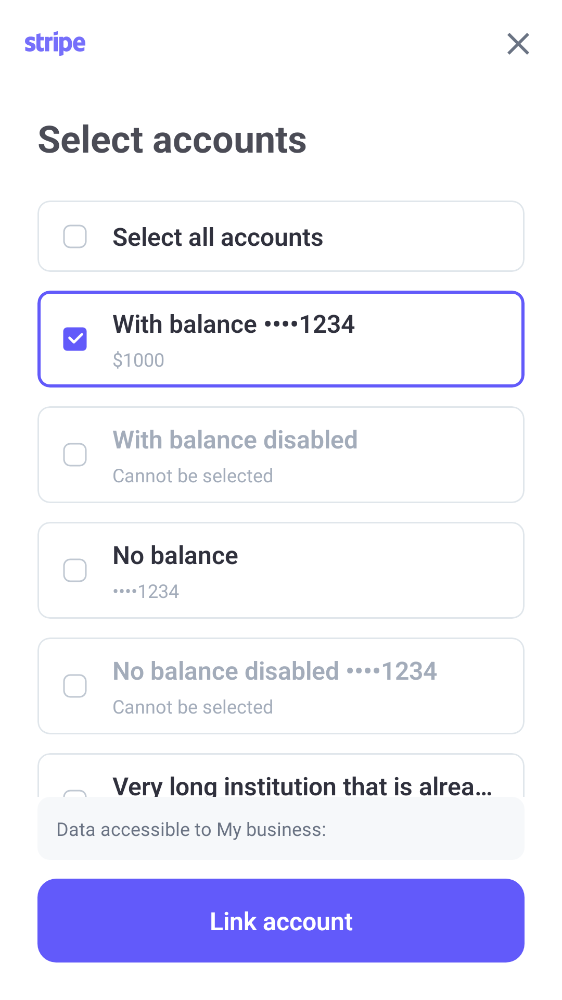 stripe
Select accounts
Select all accounts
With balance ••••1234
$1000
With balance disabled
Cannot be selected
No balance
••••1234
No balance disabled ••••1234
Cannot be selected
Very long institution that is alrea...
Data accessible to My business:
Link account